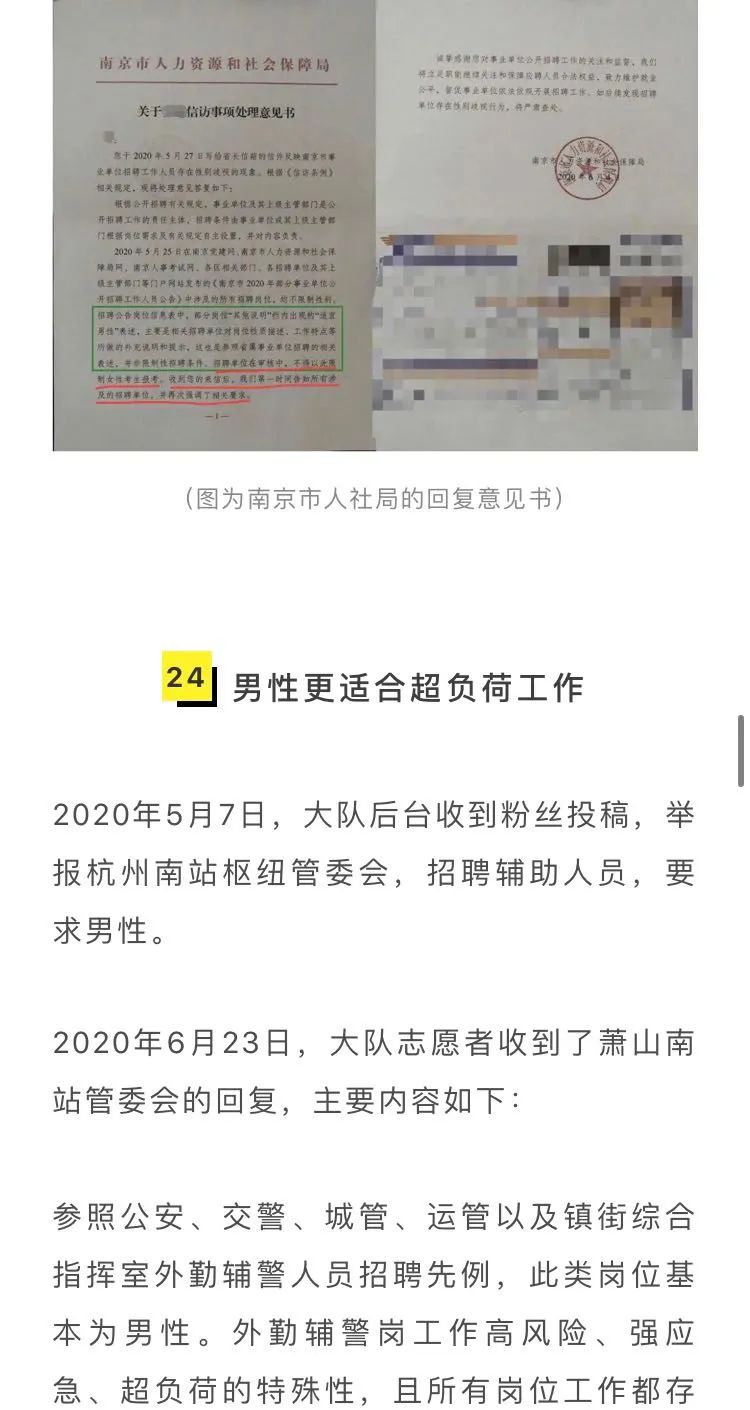 南京市人力资源和社会保障局
关于
信访事项处理意见书
您于2020年5月27日写给省长信箱的信件反映南京市事
业单位招聘工作人员存在性别歧视的现象。根据《信访条例》
相关规定，现将处理意见答复如下：
根据公开招聘有关规定，事业单位及其上级主管部门是公
开招聘工作的责任主体，招聘条件由事业单位或其上级主管部
门根据岗位需求及有关规定自主设置，并对内容负责。
2020年5月25日在南京党建网、南京市人力资源和社会保
障局网、南京人事考试网、各区相关部门、各招聘单位及其上
级主管部门等门户网站发布的《南京市2020年部分事业单位公
开招聘工作人员公告》中涉及的所有招聘岗位，均不限制性别。
招聘公告岗位信息表中，部分岗位“其他说明”栏内出现的“适宜
男性”表述，主要是相关招聘单位对岗位性质描述、工作特点等
所做的补充说明和提示，这也是参照省属事业单位招聘的相关
表述，并非限制性招聘条件。招聘单位在审核中，不得以此限
制女性考生报考。收到您的来信后，我们第一时间告知所有涉
及的招聘单位，并再次强调了相关要求。
—1—
诚挚感谢您对事业单位公开招聘工作的关注和监督，我们
将立足职能继续关注和保障应聘人员合法权益，致力维护就业
公平，督促事业单位依法依规开展招聘工作。如后续发现招聘
单位存在性别歧视行为，将严肃查处。
南京市人力资源和社会保障局
（图为南京市人社局的回复意见书）
24 男性更适合超负荷工作
2020年5月7日，大队后台收到粉丝投稿，举
报杭州南站枢纽管委会，招聘辅助人员，要
求男性。
2020年6月23日，大队志愿者收到了萧山南
站管委会的回复，主要内容如下：
参照公安、交警、城管、运管以及镇街综合
指挥室外勤辅警人员招聘先例，此类岗位基
本为男性。外勤辅警岗工作高风险、强应
急、超负荷的特殊性，且所有岗位工作都存